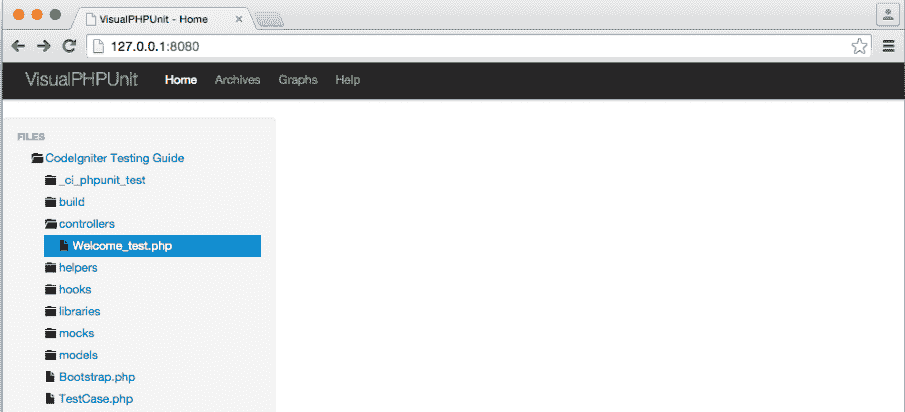 VisualPHPUnit - Home
127.0.0.1:8080
VisualPHPUnit Home Archives Graphs Help
FILES
CodeIgniter Testing Guide
_ci_phpunit_test
build
controllers
Welcome_test.php
helpers
hooks
libraries
mocks
models
Bootstrap.php
TestCase.php